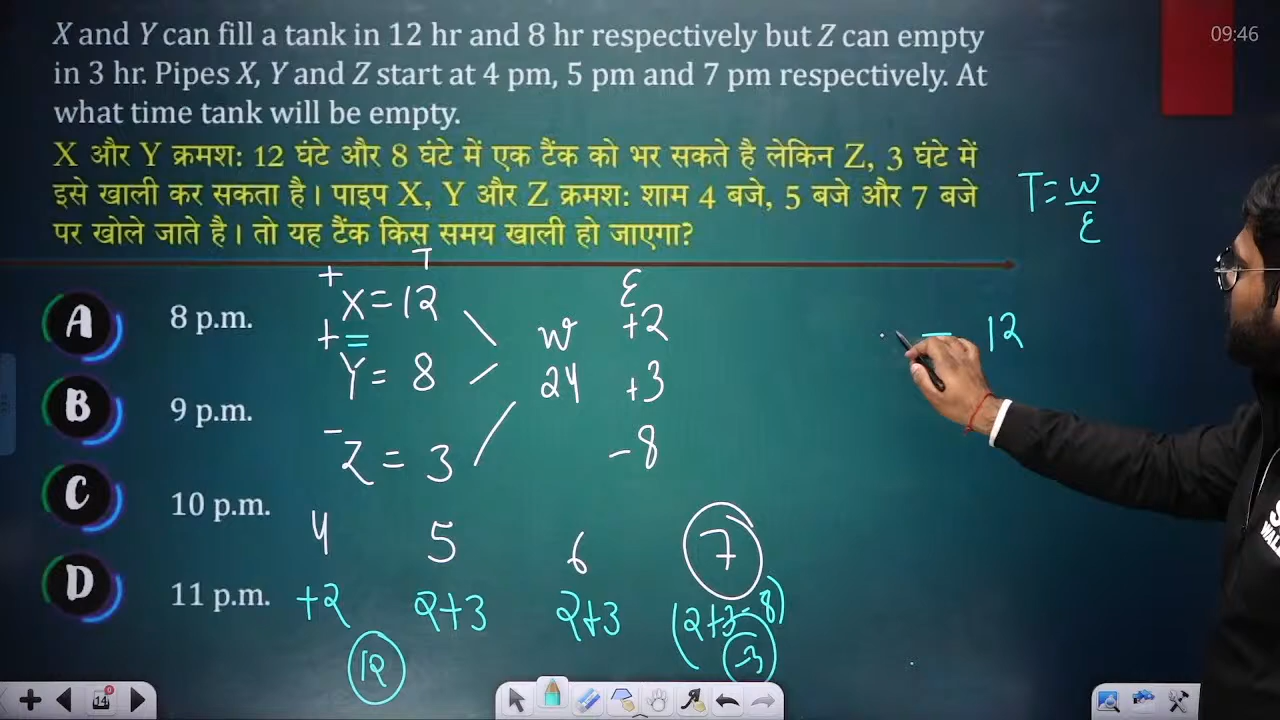 X and Y can fill a tank in 12 hr and 8 hr respectively but Z can empty
in 3 hr. Pipes X, Y and Z start at 4 pm, 5 pm and 7 pm respectively. At
what time tank will be empty.
X और Y क्रमश: 12 घंटे और 8 घंटे में एक टैंक को भर सकते है लेकिन Z, 3 घंटे में
इसे खाली कर सकता है। पाइप X, Y और Z क्रमश: शाम 4 बजे, 5 बजे और 7 बजे
पर खोले जाते है। तो यह टैंक किस समय खाली हो जाएगा?
09:46
T = w/ε
A 8 p.m.
B 9 p.m.
C 10 p.m.
D 11 p.m.
T
+ X = 12
+ Y = 8
- Z = 3
w
24
ε
+2
+3
-8
- 12
4 5 6 7
+2 2+3 2+3 (2+3-8)
12 -3
14